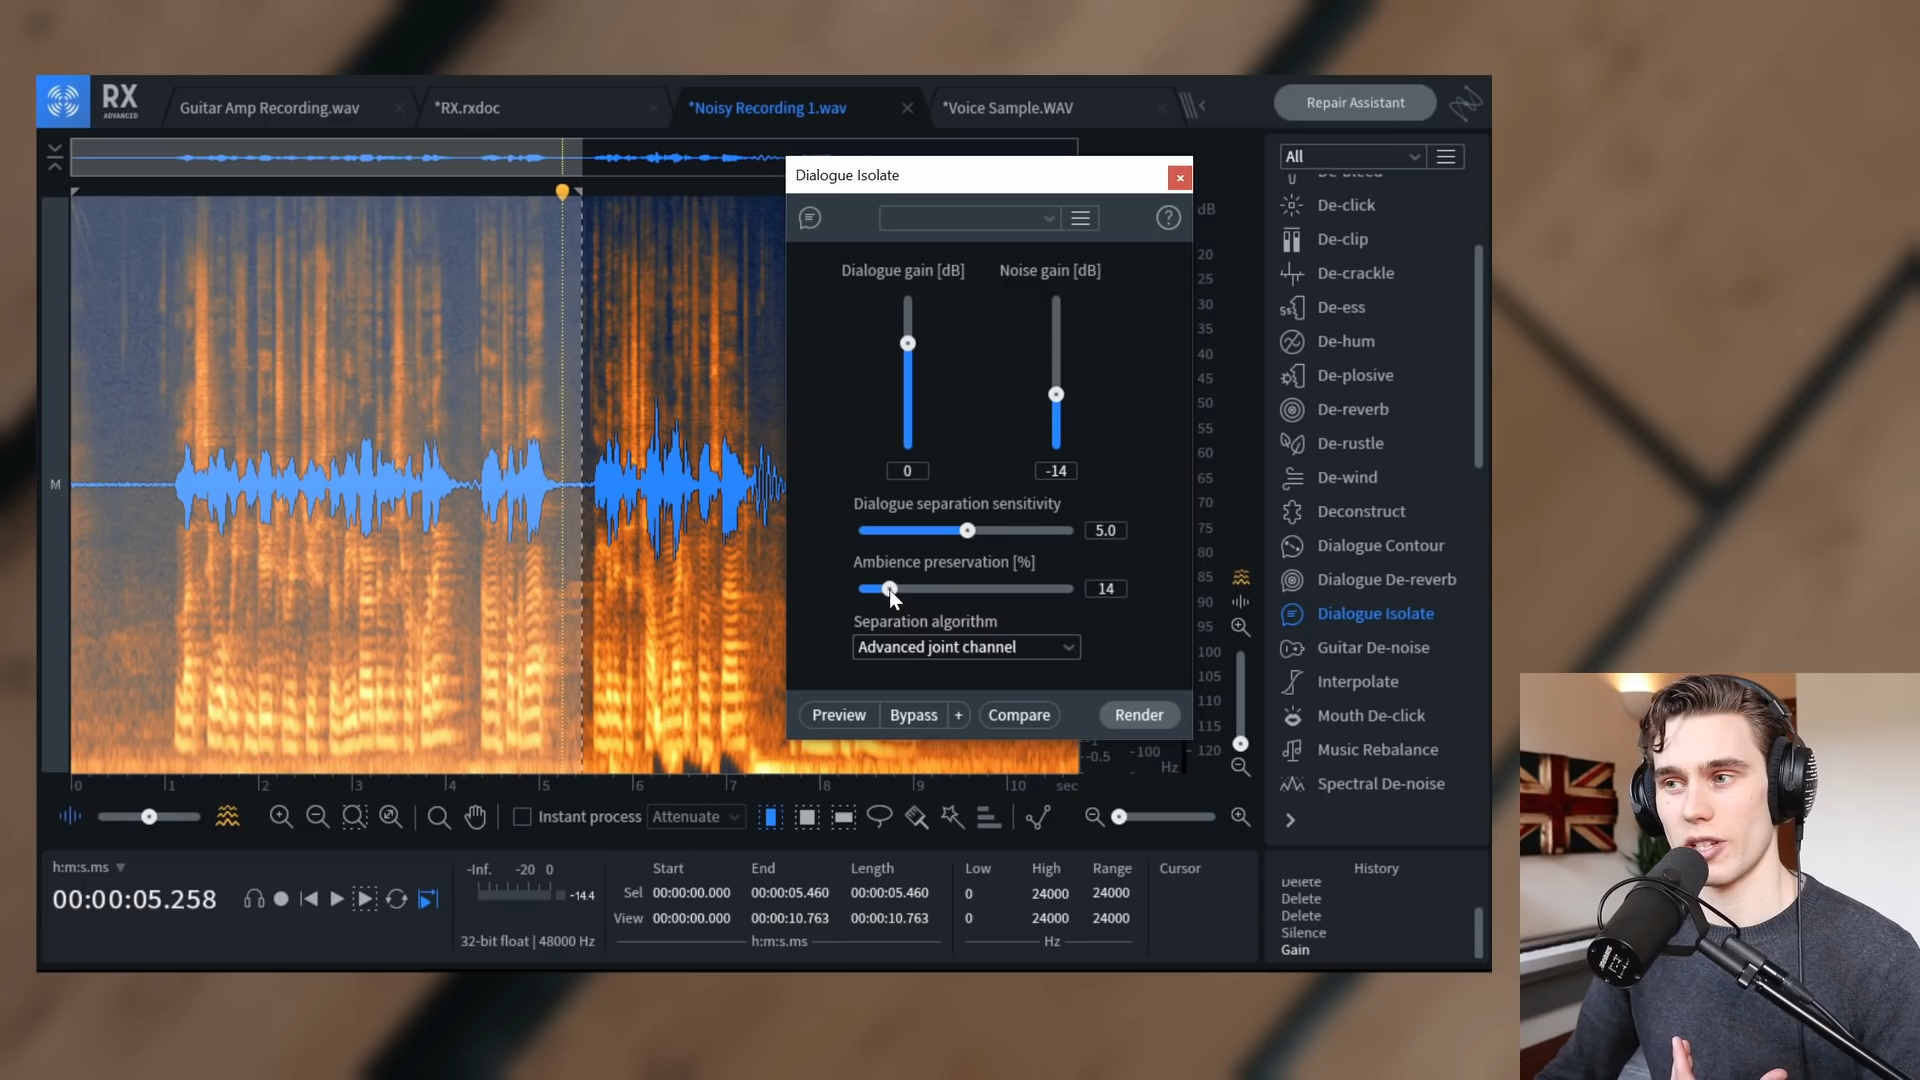 RX
ADVANCED
Guitar Amp Recording.wav
*RX.rxdoc
*Noisy Recording 1.wav
*Voice Sample.WAV
Repair Assistant
All
De-bleed
De-click
De-clip
De-crackle
De-ess
De-hum
De-plosive
De-reverb
De-rustle
De-wind
Deconstruct
Dialogue Contour
Dialogue De-reverb
Dialogue Isolate
Guitar De-noise
Interpolate
Mouth De-click
Music Rebalance
Spectral De-noise
Dialogue Isolate
?
Dialogue gain [dB]
Noise gain [dB]
0
-14
Dialogue separation sensitivity
5.0
Ambience preservation [%]
14
Separation algorithm
Advanced joint channel
Preview
Bypass
+
Compare
Render
dB
20
25
30
35
40
45
50
55
60
65
70
75
80
85
90
95
100
105
110
115
120
M
-1
-0.5
-100
Hz
0 1 2 3 4 5 6 7 8 9 10 sec
Instant process
Attenuate
h:m:s.ms
00:00:05.258
-Inf. -20 0
-14.4
32-bit float | 48000 Hz
Start End Length
Sel 00:00:00.000 00:00:05.460 00:00:05.460
View 00:00:00.000 00:00:10.763 00:00:10.763
h:m:s.ms
Low High Range
0 24000 24000
0 24000 24000
Hz
Cursor
History
Delete
Delete
Delete
Silence
Gain